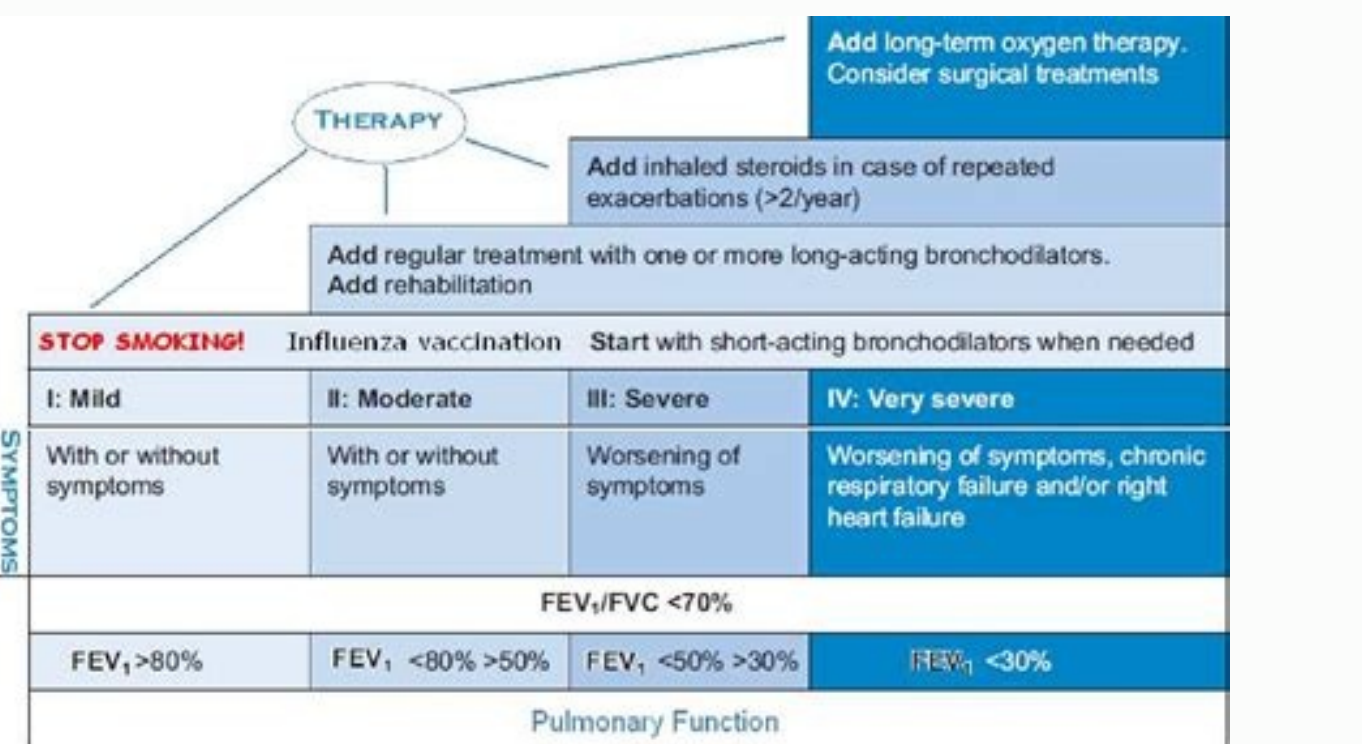 Add long-term oxygen therapy.
Consider surgical treatments
THERAPY
Add inhaled steroids in case of repeated
exacerbations (>2/year)
Add regular treatment with one or more long-acting bronchodilators.
Add rehabilitation
STOP SMOKING! Influenza vaccination Start with short-acting bronchodilators when needed
I: Mild
II: Moderate
III: Severe
IV: Very severe
SYMPTOMS
With or without
symptoms
With or without
symptoms
Worsening of
symptoms
Worsening of symptoms, chronic
respiratory failure and/or right
heart failure
FEV₁/FVC <70%
FEV₁>80%
FEV₁ <80% >50%
FEV₁ <50% >30%
FEV₁ <30%
Pulmonary Function